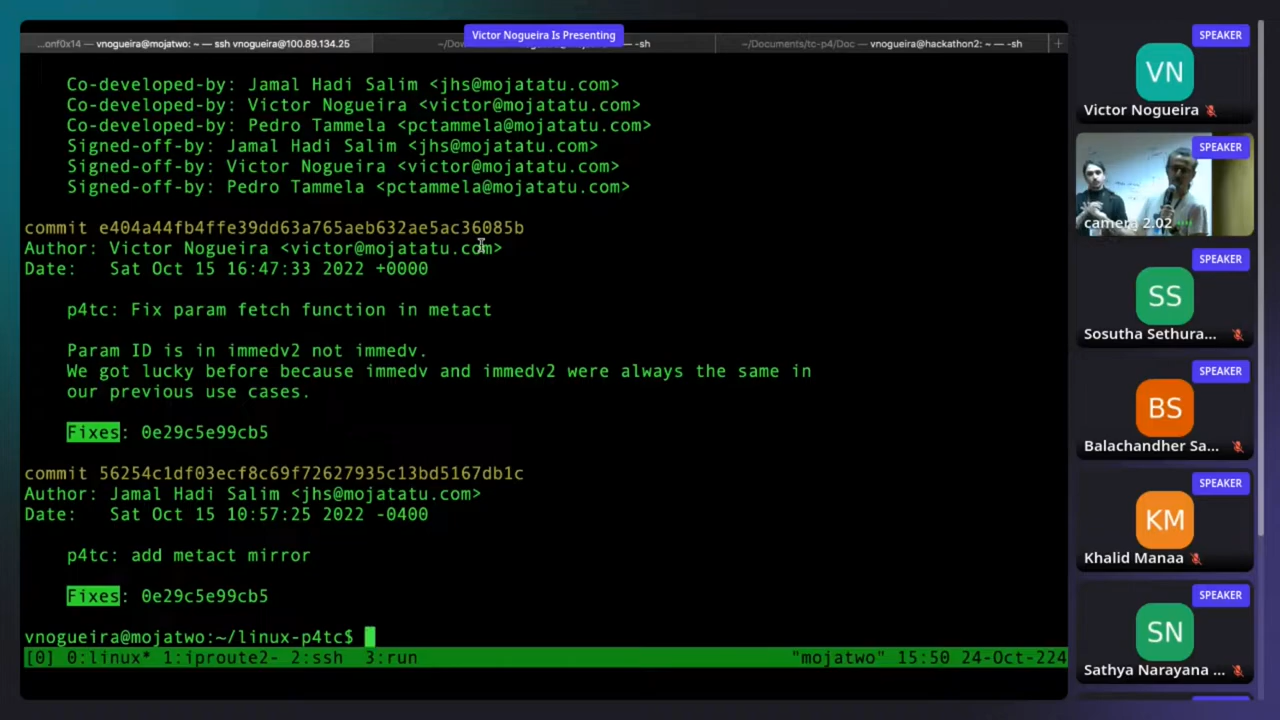 Victor Nogueira Is Presenting
...onf0x14 — vnogueira@mojatwo: ~ — ssh vnogueira@100.89.134.25
~/Dow
— -sh
~/Documents/tc-p4/Doc — vnogueira@hackathon2: ~ — -sh
+
Co-developed-by: Jamal Hadi Salim <jhs@mojatatu.com>
Co-developed-by: Victor Nogueira <victor@mojatatu.com>
Co-developed-by: Pedro Tammela <pctammela@mojatatu.com>
Signed-off-by: Jamal Hadi Salim <jhs@mojatatu.com>
Signed-off-by: Victor Nogueira <victor@mojatatu.com>
Signed-off-by: Pedro Tammela <pctammela@mojatatu.com>
commit e404a44fb4ffe39dd63a765aeb632ae5ac36085b
Author: Victor Nogueira <victor@mojatatu.com>
Date:   Sat Oct 15 16:47:33 2022 +0000
p4tc: Fix param fetch function in metact
Param ID is in immedv2 not immedv.
We got lucky before because immedv and immedv2 were always the same in
our previous use cases.
Fixes: 0e29c5e99cb5
commit 56254c1df03ecf8c69f72627935c13bd5167db1c
Author: Jamal Hadi Salim <jhs@mojatatu.com>
Date:   Sat Oct 15 10:57:25 2022 -0400
p4tc: add metact mirror
Fixes: 0e29c5e99cb5
vnogueira@mojatwo:~/linux-p4tc$
[0] 0:linux* 1:iproute2- 2:ssh  3:run
"mojatwo" 15:50 24-Oct-224
SPEAKER
VN
Victor Nogueira
SPEAKER
camera 2.02
SPEAKER
SS
Sosutha Sethura...
SPEAKER
BS
Balachandher Sa...
SPEAKER
KM
Khalid Manaa
SPEAKER
SN
Sathya Narayana ...